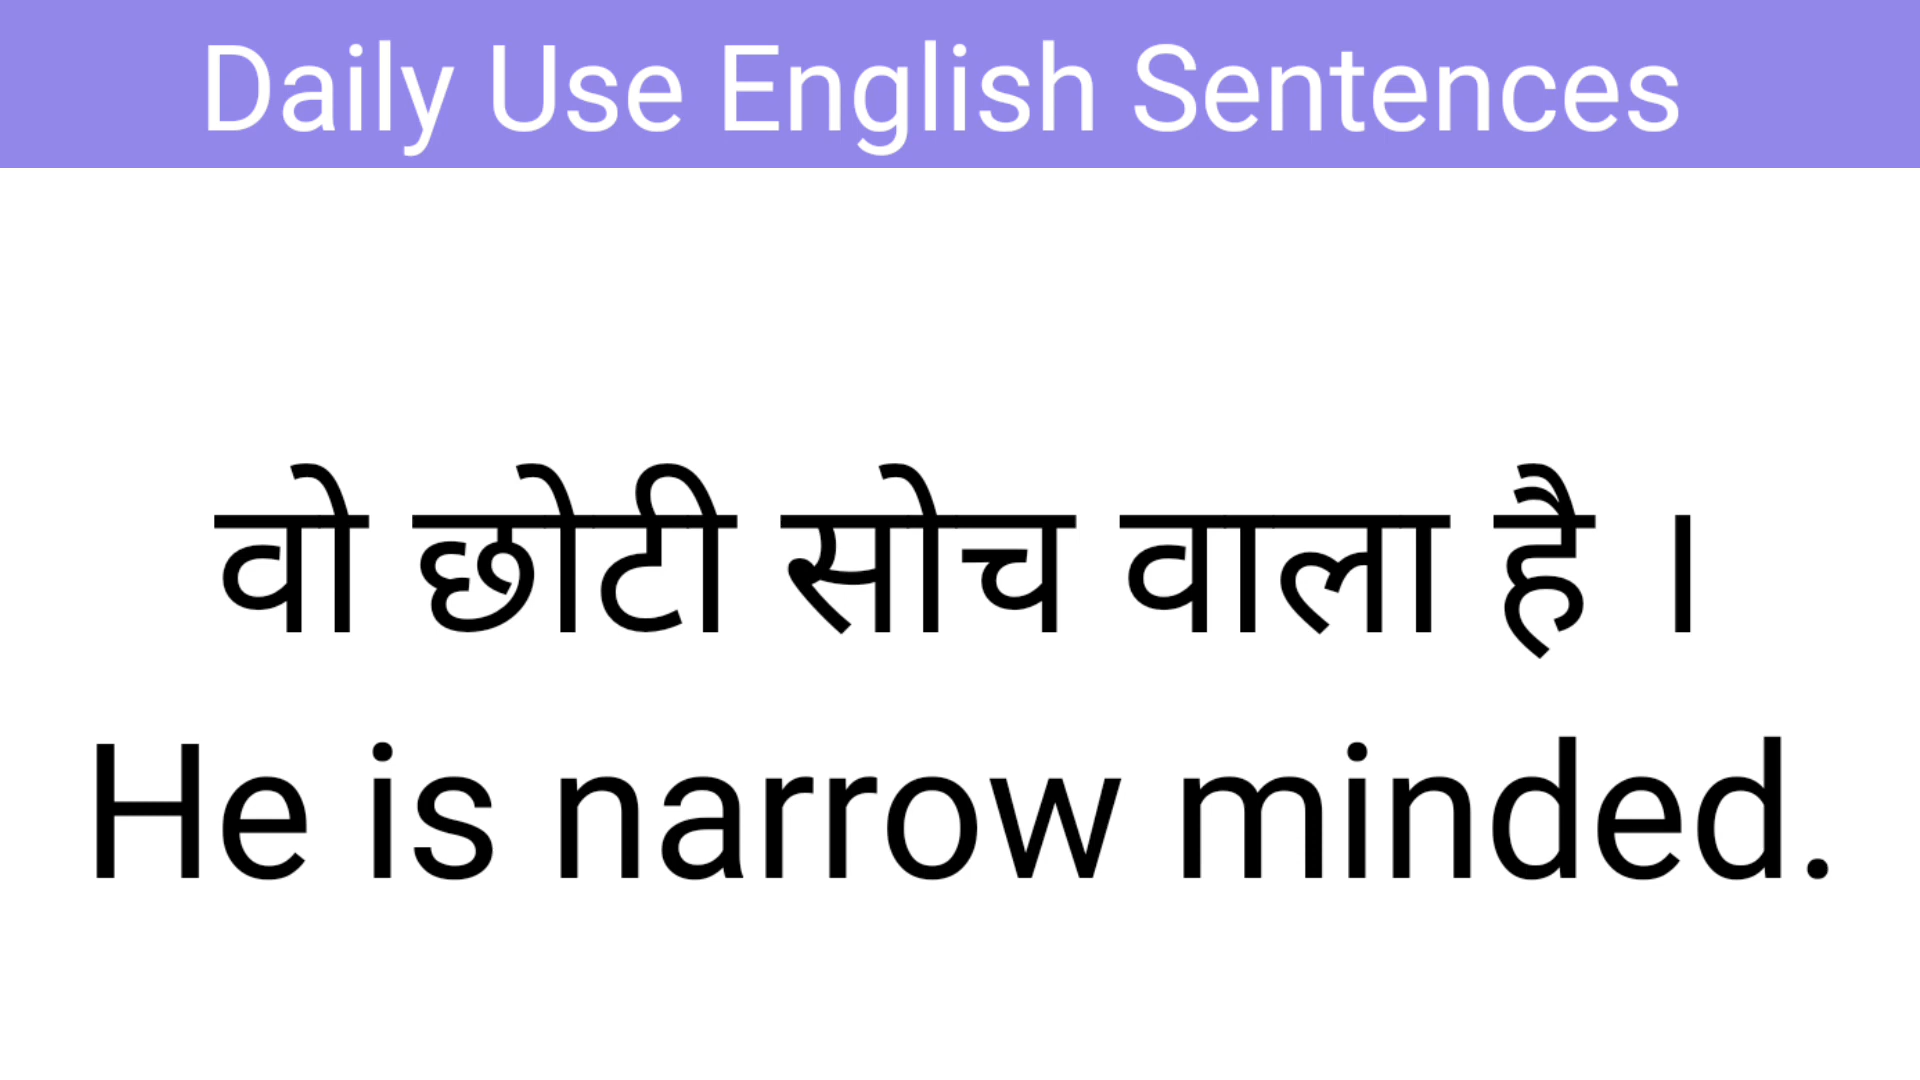 Daily Use English Sentences
वो छोटी सोच वाला है ।
He is narrow minded.